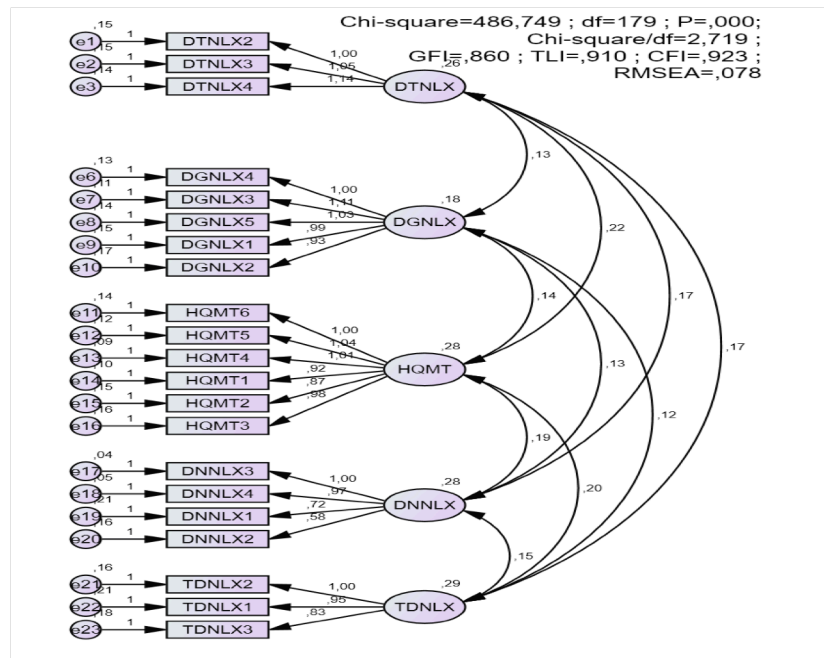 Chi-square=486,749 ; df=179 ; P=,000;
Chi-square/df=2,719 ;
GFI=,860 ; TLI=,910 ; CFI=,923 ;
RMSEA=,078
,15
e1 1 DTNLX2 1,00
,15
e2 1 DTNLX3 1,05
,14
e3 1 DTNLX4 1,14
,26
DTNLX
,13
,13
e6 1 DGNLX4 1,00
,11
e7 1 DGNLX3 1,11
,14
e8 1 DGNLX5 1,03
,15
e9 1 DGNLX1 ,99
,17
e10 1 DGNLX2 ,93
,18
DGNLX
,22
,14
,17
,14
e11 1 HQMT6 1,00
,12
e12 1 HQMT5 1,04
,09
e13 1 HQMT4 1,01
,10
e14 1 HQMT1 ,92
,15
e15 1 HQMT2 ,87
,16
e16 1 HQMT3 ,98
,28
HQMT
,17
,13
,12
,19
,20
,04
e17 1 DNNLX3 1,00
,05
e18 1 DNNLX4 ,97
,21
e19 1 DNNLX1 ,72
,16
e20 1 DNNLX2 ,58
,28
DNNLX
,15
,16
e21 1 TDNLX2 1,00
,21
e22 1 TDNLX1 ,95
,18
e23 1 TDNLX3 ,83
,29
TDNLX